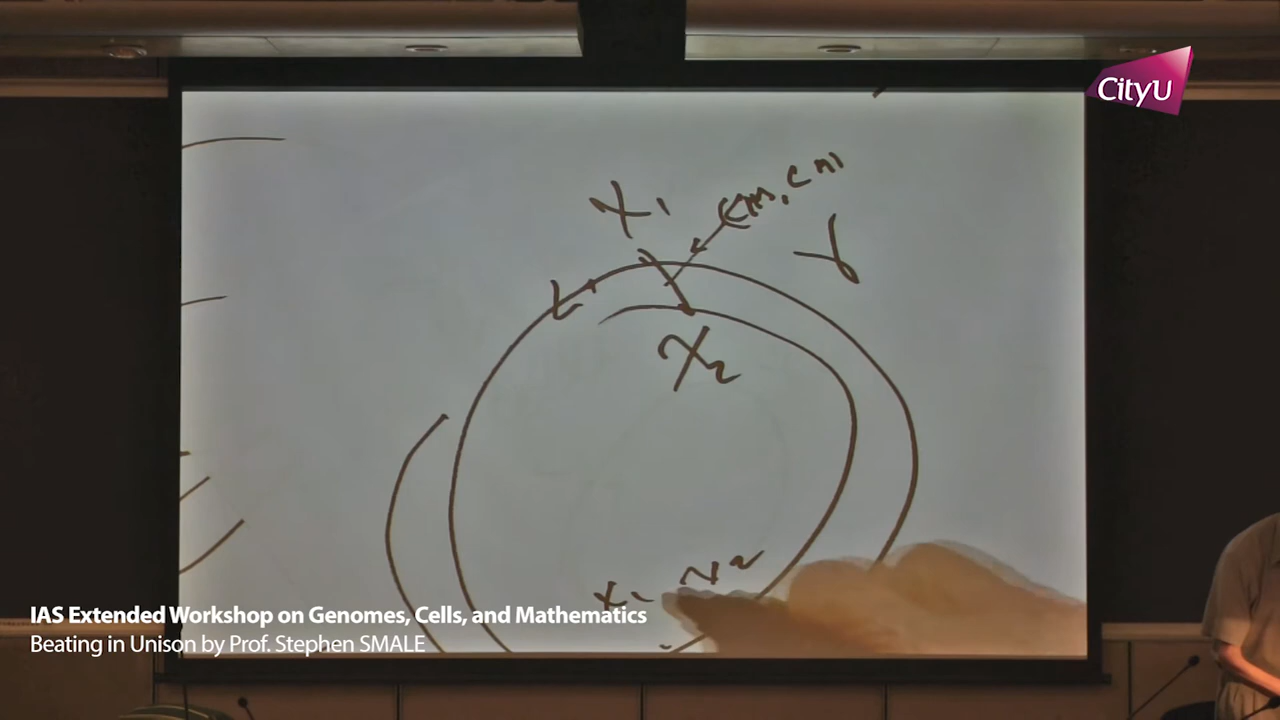 CityU
X1
γ
X2
IAS Extended Workshop on Genomes, Cells, and Mathematics
Beating in Unison by Prof. Stephen SMALE